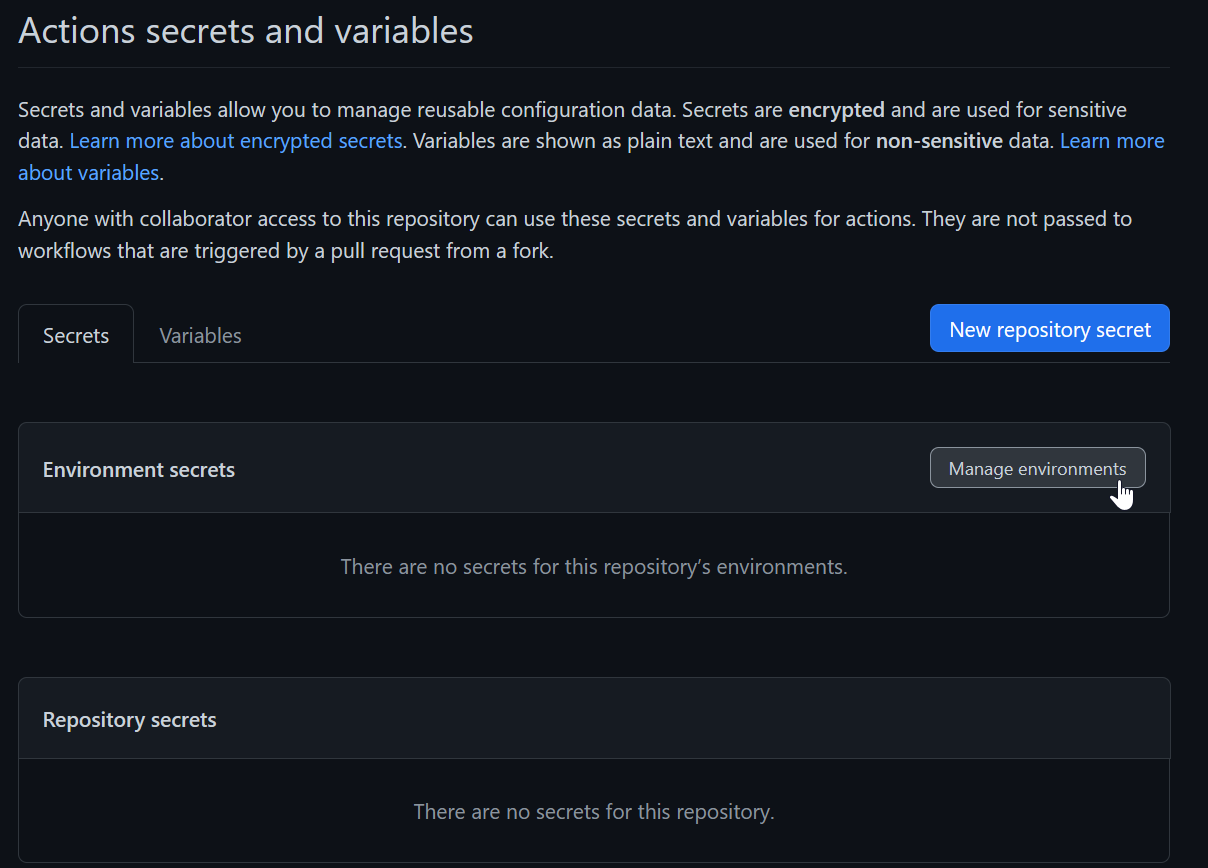 Actions secrets and variables
Secrets and variables allow you to manage reusable configuration data. Secrets are encrypted and are used for sensitive
data. Learn more about encrypted secrets. Variables are shown as plain text and are used for non-sensitive data. Learn more
about variables.
Anyone with collaborator access to this repository can use these secrets and variables for actions. They are not passed to
workflows that are triggered by a pull request from a fork.
Secrets
Variables
New repository secret
Environment secrets
Manage environments
There are no secrets for this repository’s environments.
Repository secrets
There are no secrets for this repository.